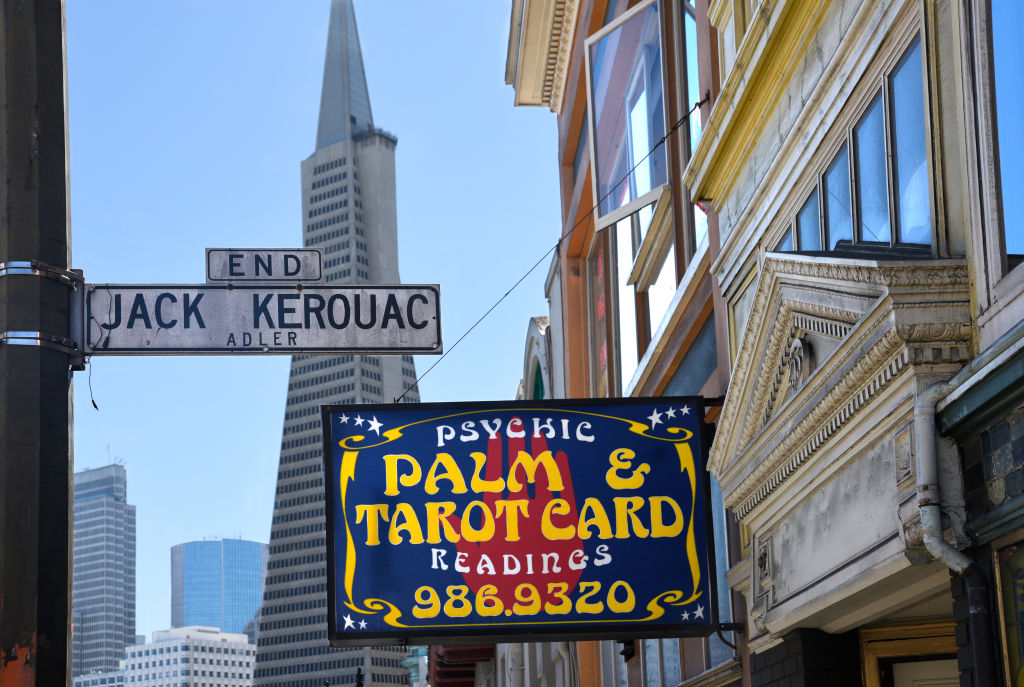 END
JACK KEROUAC
ADLER
PSYCHIC
PALM &
TAROT CARD
READINGS
986.9320